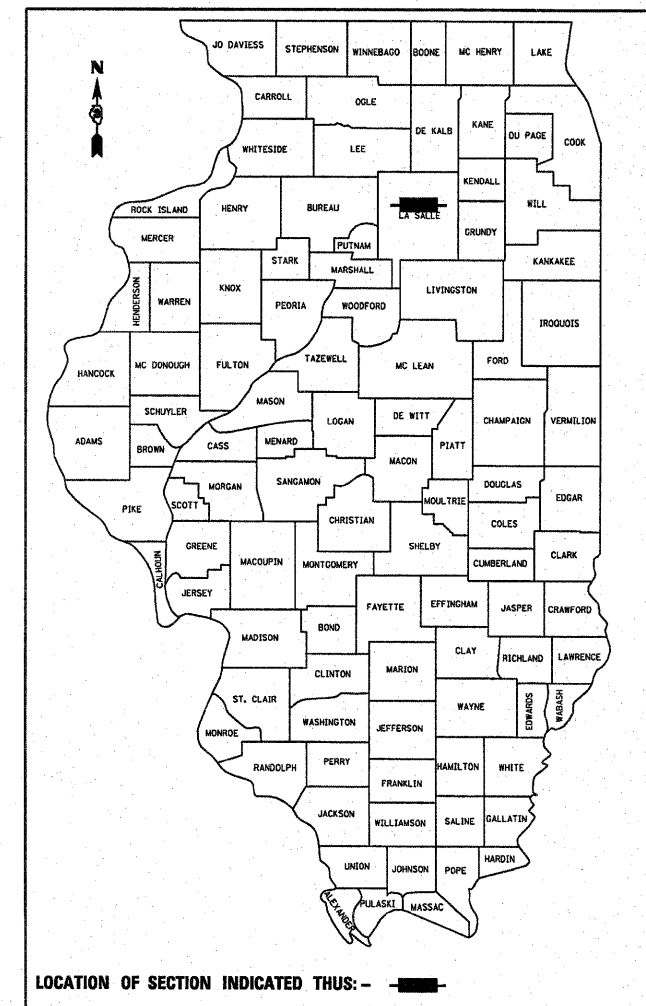 JO DAVIESS STEPHENSON WINNEBAGO BOONE MC HENRY LAKE
N
CARROLL OGLE DE KALB KANE DU PAGE COOK
WHITESIDE LEE
KENDALL
WILL
ROCK ISLAND HENRY BUREAU LA SALLE
GRUNDY
MERCER PUTNAM
STARK MARSHALL KANKAKEE
HENDERSON WARREN KNOX PEORIA WOODFORD LIVINGSTON
IROQUOIS
HANCOCK MC DONOUGH FULTON TAZEWELL MC LEAN FORD
MASON
SCHUYLER LOGAN DE WITT CHAMPAIGN VERMILION
ADAMS BROWN CASS MENARD MACON PIATT
MORGAN SANGAMON DOUGLAS
PIKE SCOTT MOULTRIE EDGAR
CHRISTIAN COLES
GREENE SHELBY
CALHOUN MACOUPIN MONTGOMERY CUMBERLAND CLARK
JERSEY FAYETTE EFFINGHAM JASPER CRAWFORD
MADISON BOND
CLAY RICHLAND LAWRENCE
CLINTON MARION
ST. CLAIR WAYNE EDWARDS WABASH
WASHINGTON JEFFERSON
MONROE
RANDOLPH PERRY HAMILTON WHITE
FRANKLIN
JACKSON WILLIAMSON SALINE GALLATIN
UNION JOHNSON POPE HARDIN
ALEXANDER PULASKI MASSAC
LOCATION OF SECTION INDICATED THUS: -